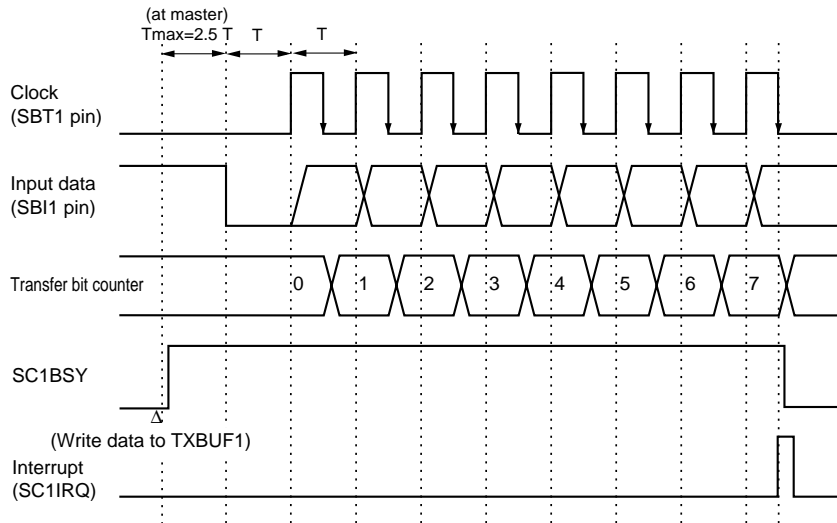 (at master)
Tmax=2.5 T
T
T
Clock
(SBT1 pin)
Input data
(SBI1 pin)
Transfer bit counter
0 1 2 3 4 5 6 7
SC1BSY
Δ
(Write data to TXBUF1)
Interrupt
(SC1IRQ)